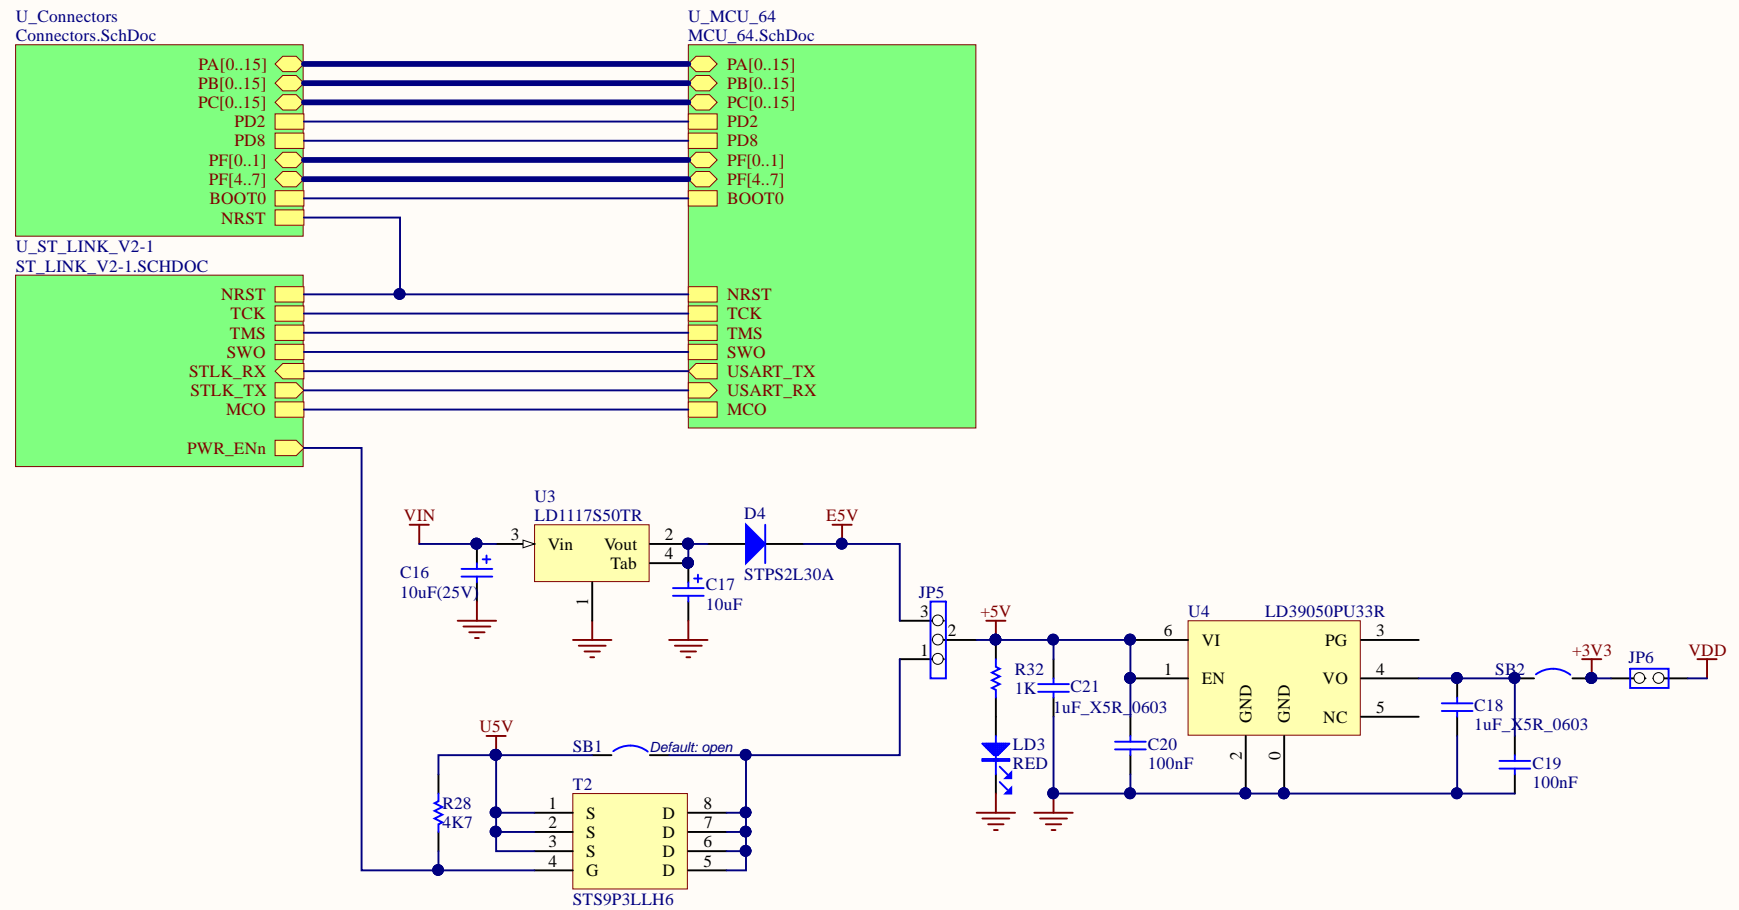 U_Connectors
Connectors.SchDoc
PA[0..15]
PB[0..15]
PC[0..15]
PD2
PD8
PF[0..1]
PF[4..7]
BOOT0
NRST
U_MCU_64
MCU_64.SchDoc
PA[0..15]
PB[0..15]
PC[0..15]
PD2
PD8
PF[0..1]
PF[4..7]
BOOT0
NRST
TCK
TMS
SWO
USART_TX
USART_RX
MCO
U_ST_LINK_V2-1
ST_LINK_V2-1.SCHDOC
NRST
TCK
TMS
SWO
STLK_RX
STLK_TX
MCO
PWR_ENn
VIN
C16
10uF(25V)
U3
LD1117S50TR
3
Vin
Vout
2
Tab
4
1
C17
10uF
D4
STPS2L30A
E5V
JP5
3
2
1
+5V
R32
1K
LD3
RED
C21
1uF_X5R_0603
C20
100nF
U4
LD39050PU33R
6
VI
PG
3
1
EN
VO
4
GND
GND
NC
5
2
0
SB2
C18
1uF_X5R_0603
C19
100nF
+3V3
JP6
VDD
U5V
SB1
Default: open
R28
4K7
T2
1
S
D
8
2
S
D
7
3
S
D
6
4
G
D
5
STS9P3LLH6